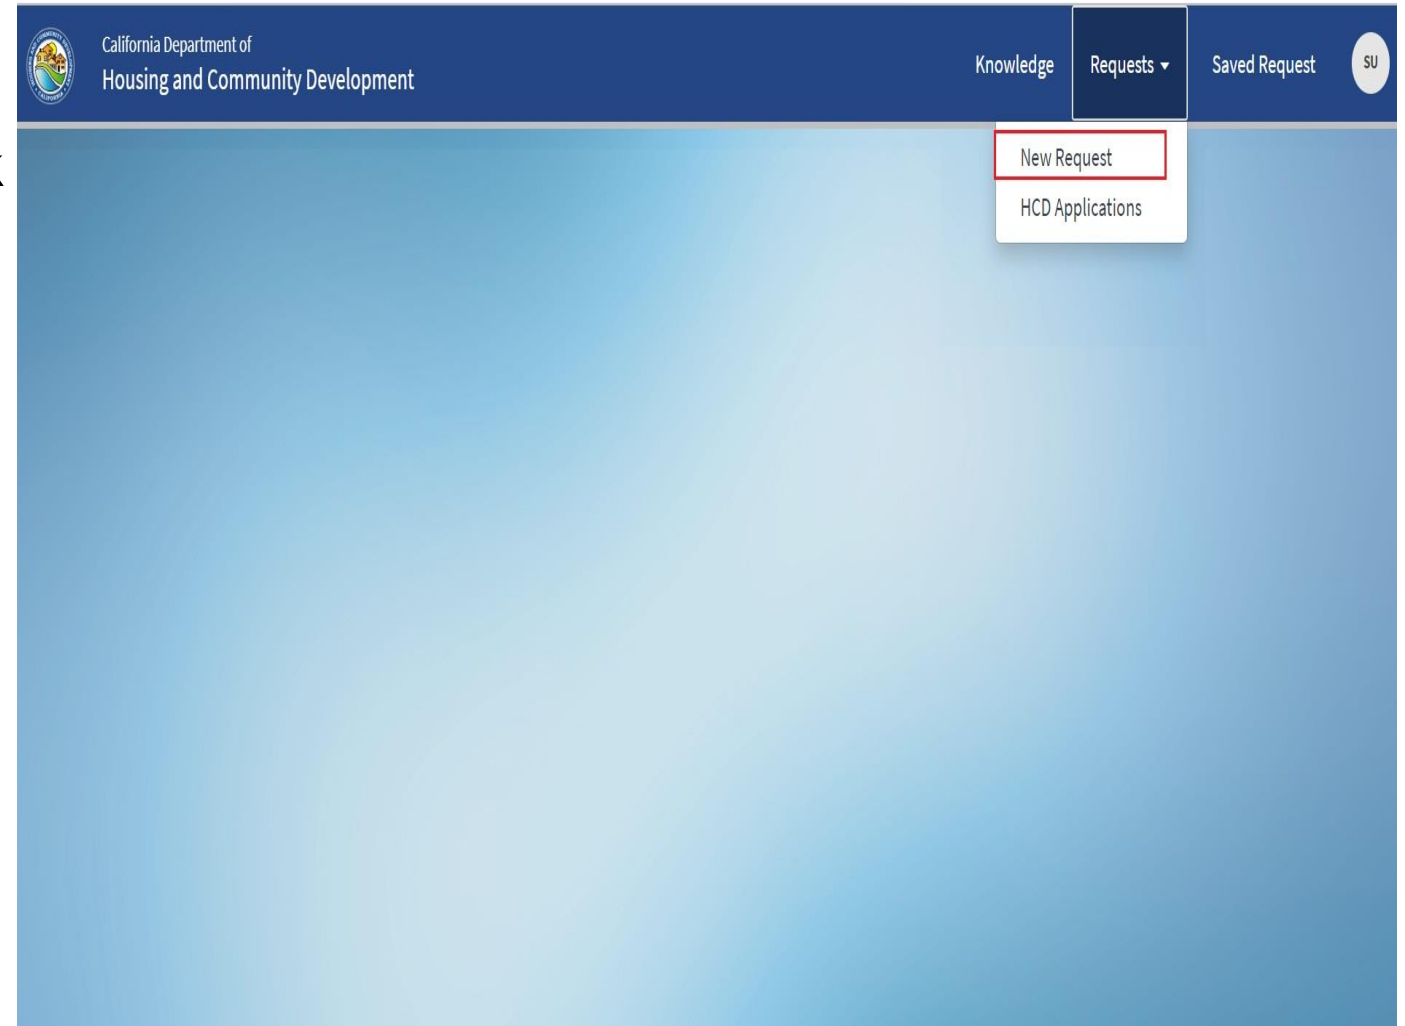 California Department of
Housing and Community Development
Knowledge
Requests
Saved Request
SU
New Request
HCD Applications